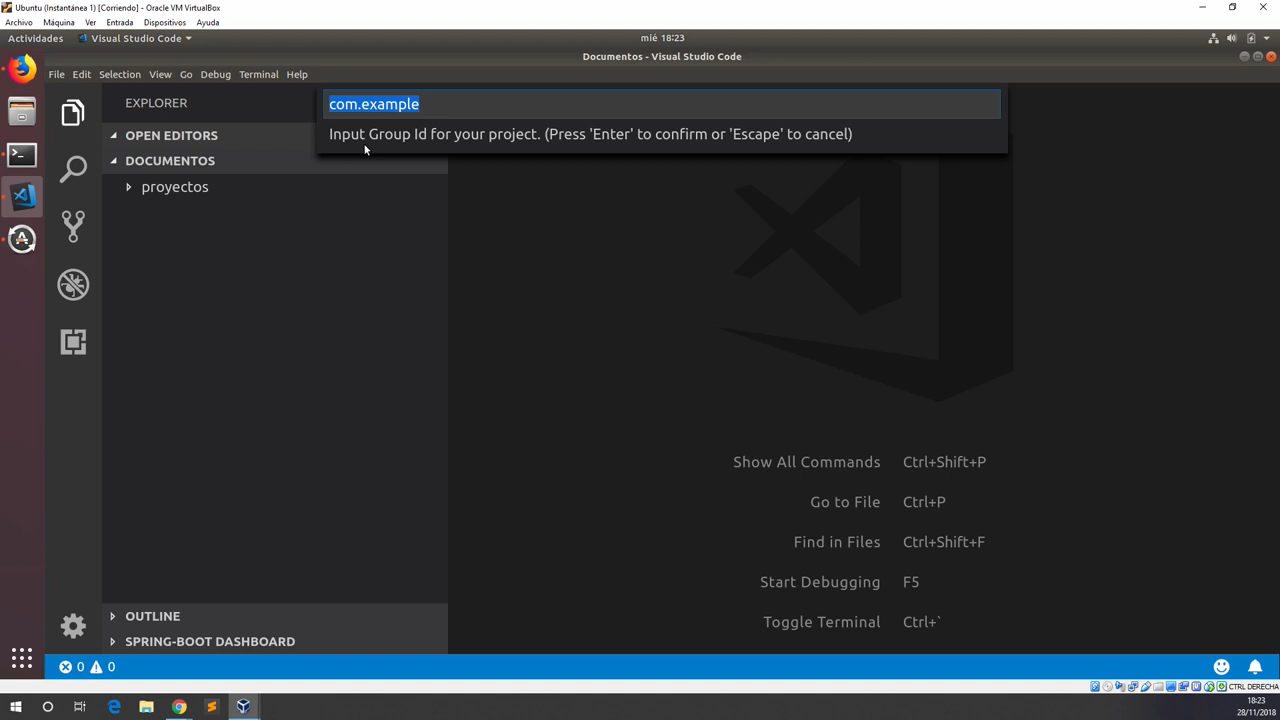 Ubuntu (Instantánea 1) [Corriendo] - Oracle VM VirtualBox
Archivo Máquina Ver Entrada Dispositivos Ayuda
Actividades Visual Studio Code mié 18:23
Documentos - Visual Studio Code
File Edit Selection View Go Debug Terminal Help
EXPLORER
com.example
Input Group Id for your project. (Press 'Enter' to confirm or 'Escape' to cancel)
OPEN EDITORS
DOCUMENTOS
proyectos
Show All Commands Ctrl+Shift+P
Go to File Ctrl+P
Find in Files Ctrl+Shift+F
Start Debugging F5
Toggle Terminal Ctrl+`
OUTLINE
SPRING-BOOT DASHBOARD
0 0
CTRL DERECHA
18:23
28/11/2018